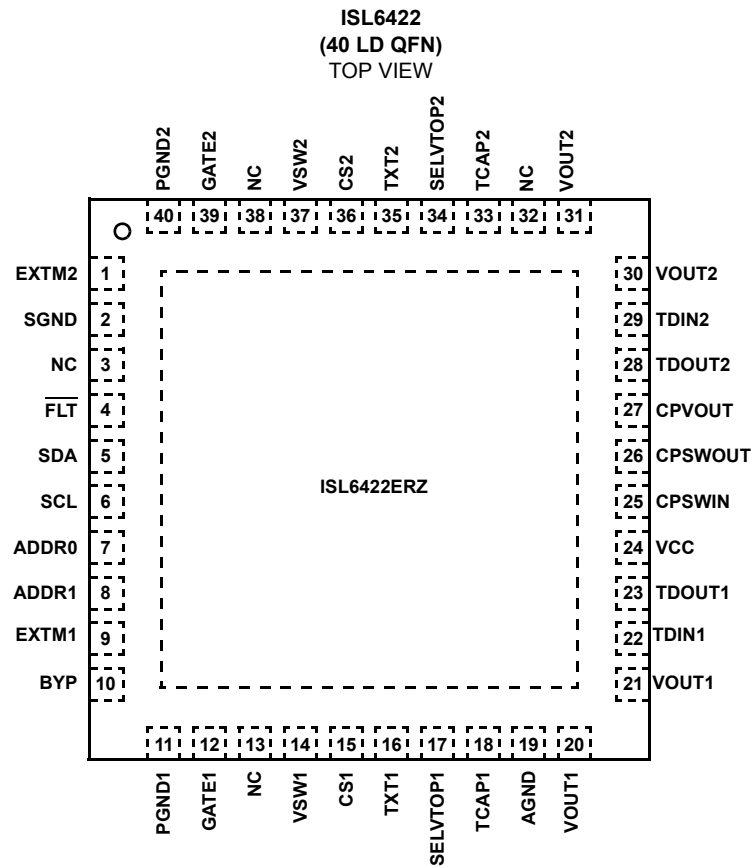 ISL6422
(40 LD QFN)
TOP VIEW
PGND2
GATE2
NC
VSW2
CS2
TXT2
SELVTOP2
TCAP2
NC
VOUT2
40 39 38 37 36 35 34 33 32 31
EXTM2 1
SGND 2
NC 3
FLT 4
SDA 5
SCL 6
ADDR0 7
ADDR1 8
EXTM1 9
BYP 10
ISL6422ERZ
30 VOUT2
29 TDIN2
28 TDOUT2
27 CPVOUT
26 CPSWOUT
25 CPSWIN
24 VCC
23 TDOUT1
22 TDIN1
21 VOUT1
11 12 13 14 15 16 17 18 19 20
PGND1
GATE1
NC
VSW1
CS1
TXT1
SELVTOP1
TCAP1
AGND
VOUT1